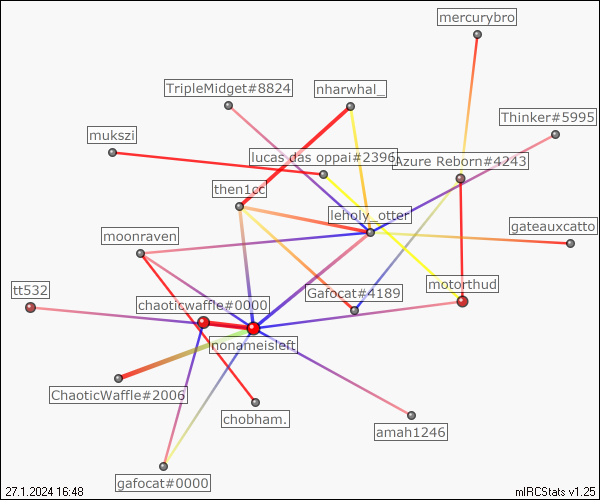 mercurybro
TripleMidget#8824
nharwhal_
Thinker#5995
mukszi
lucas das oppai#2396
Azure Reborn#4243
then1cc
leholy_otter
gateauxcatto
moonraven
tt532
chaoticwaffle#0000
Gafocat#4189
motorthud
nonameisleft
ChaoticWaffle#2006
chobham.
amah1246
gafocat#0000
27.1.2024 16:48
mIRCStats v1.25